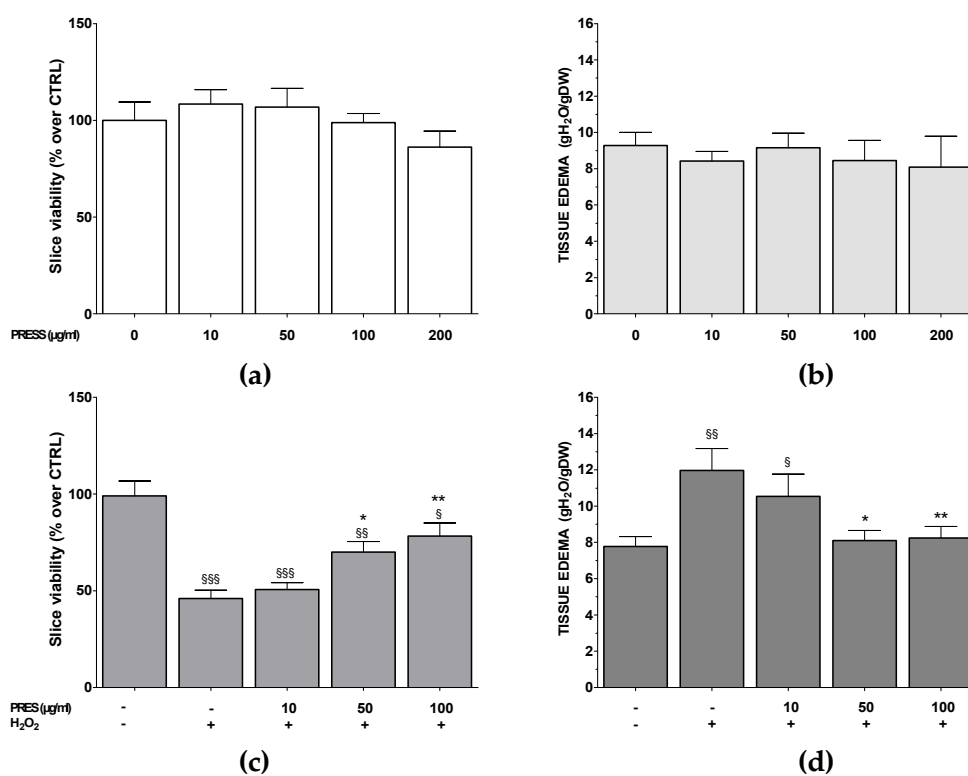 150
100
50
0
Slice viability (% over CTRL)
PRESS (µg/ml) 0 10 50 100 200
(a)
16
14
12
10
8
6
4
2
0
TISSUE EDEMA (gH₂O/gDW)
0 10 50 100 200
(b)
150
100
50
0
Slice viability (% over CTRL)
§§§
§§§
*
§§
**
§
PRES (µg/ml) - - 10 50 100
H₂O₂ - + + + +
(c)
16
14
12
10
8
6
4
2
0
TISSUE EDEMA (gH₂O/gDW)
§§
§
*
**
- - 10 50 100
- + + + +
(d)